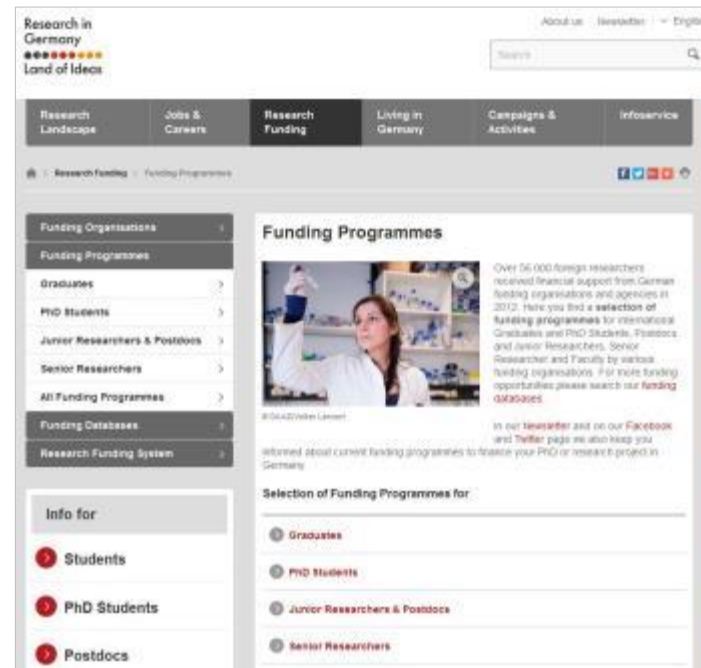 Research in
Germany
Land of Ideas
About us Newsletter Englis
Search
Research
Landscape
Jobs &
Careers
Research
Funding
Living in
Germany
Campaigns &
Activities
Infoservice
Research Funding Funding Programmes
Funding Organisations
Funding Programmes
Graduates
PhD Students
Junior Researchers & Postdocs
Senior Researchers
All Funding Programmes
Funding Databases
Research Funding System
Info for
Students
PhD Students
Postdocs
Funding Programmes
Over 56 000 foreign researchers
received financial support from German
funding organisations and agencies in
2012. Here you find a selection of
funding programmes for international
Graduates and PhD Students, Postdocs
and Junior Researchers, Senior
Researcher and Faculty by various
funding organisations. For more funding
opportunities please search our funding
databases.
© DAAD/Volker Lannert
In our Newsletter and on our Facebook
and Twitter page we also keep you
informed about current funding programmes to finance your PhD or research project in
Germany
Selection of Funding Programmes for
Graduates
PhD Students
Junior Researchers & Postdocs
Senior Researchers